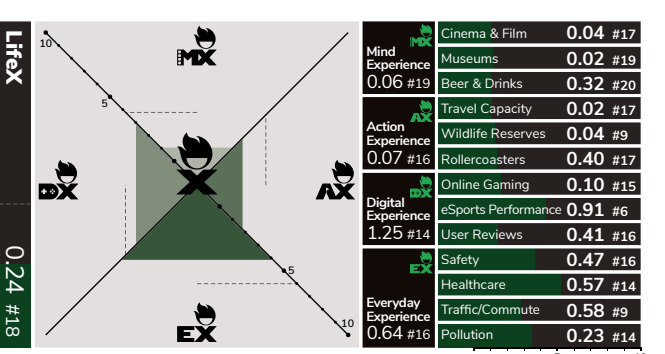 LifeX
0.24 #18
10
5
MX
DX
X
AX
EX
5
10
MX
Mind
Experience
0.06 #19
AX
Action
Experience
0.07 #16
DX
Digital
Experience
1.25 #14
EX
Everyday
Experience
0.64 #16
Cinema & Film 0.04 #17
Museums 0.02 #19
Beer & Drinks 0.32 #20
Travel Capacity 0.02 #17
Wildlife Reserves 0.04 #9
Rollercoasters 0.40 #17
Online Gaming 0.10 #15
eSports Performance 0.91 #6
User Reviews 0.41 #16
Safety 0.47 #16
Healthcare 0.57 #14
Traffic/Commute 0.58 #9
Pollution 0.23 #14